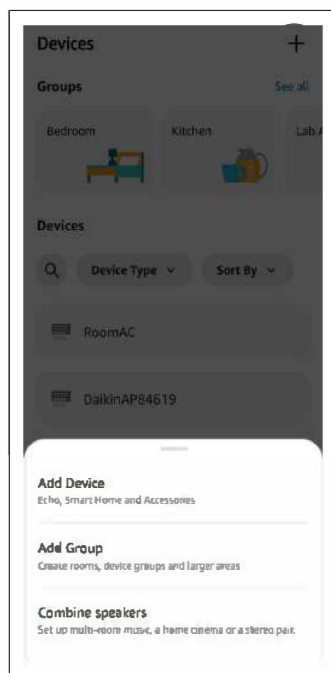 Devices
Groups See all
Bedroom Kitchen Lab A
Devices
Device Type Sort By
RoomAC
DaikinAP84619
Add Device
Echo, Smart Home and Accessories
Add Group
Create rooms, device groups and larger areas
Combine speakers
Set up multi-room music, a home cinema or a stereo pair.